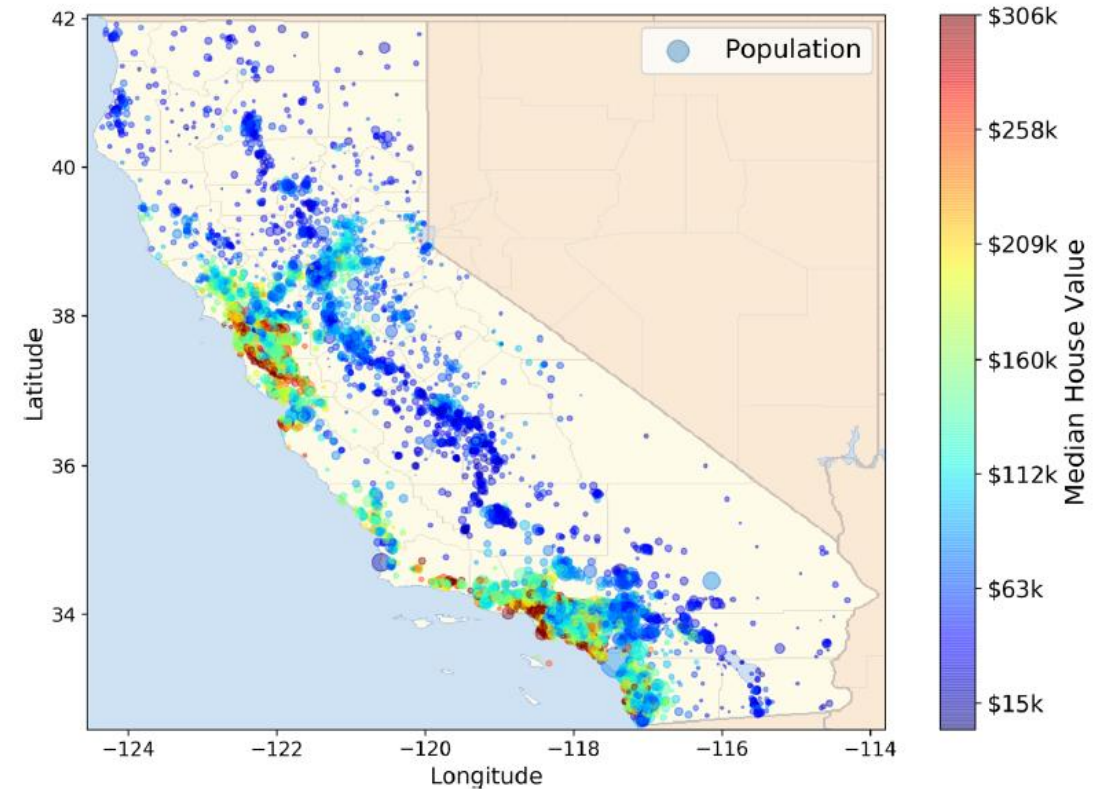 Population
42
40
38
36
34
Latitude
−124
−122
−120
−118
−116
−114
Longitude
$306k
$258k
$209k
$160k
$112k
$63k
$15k
Median House Value